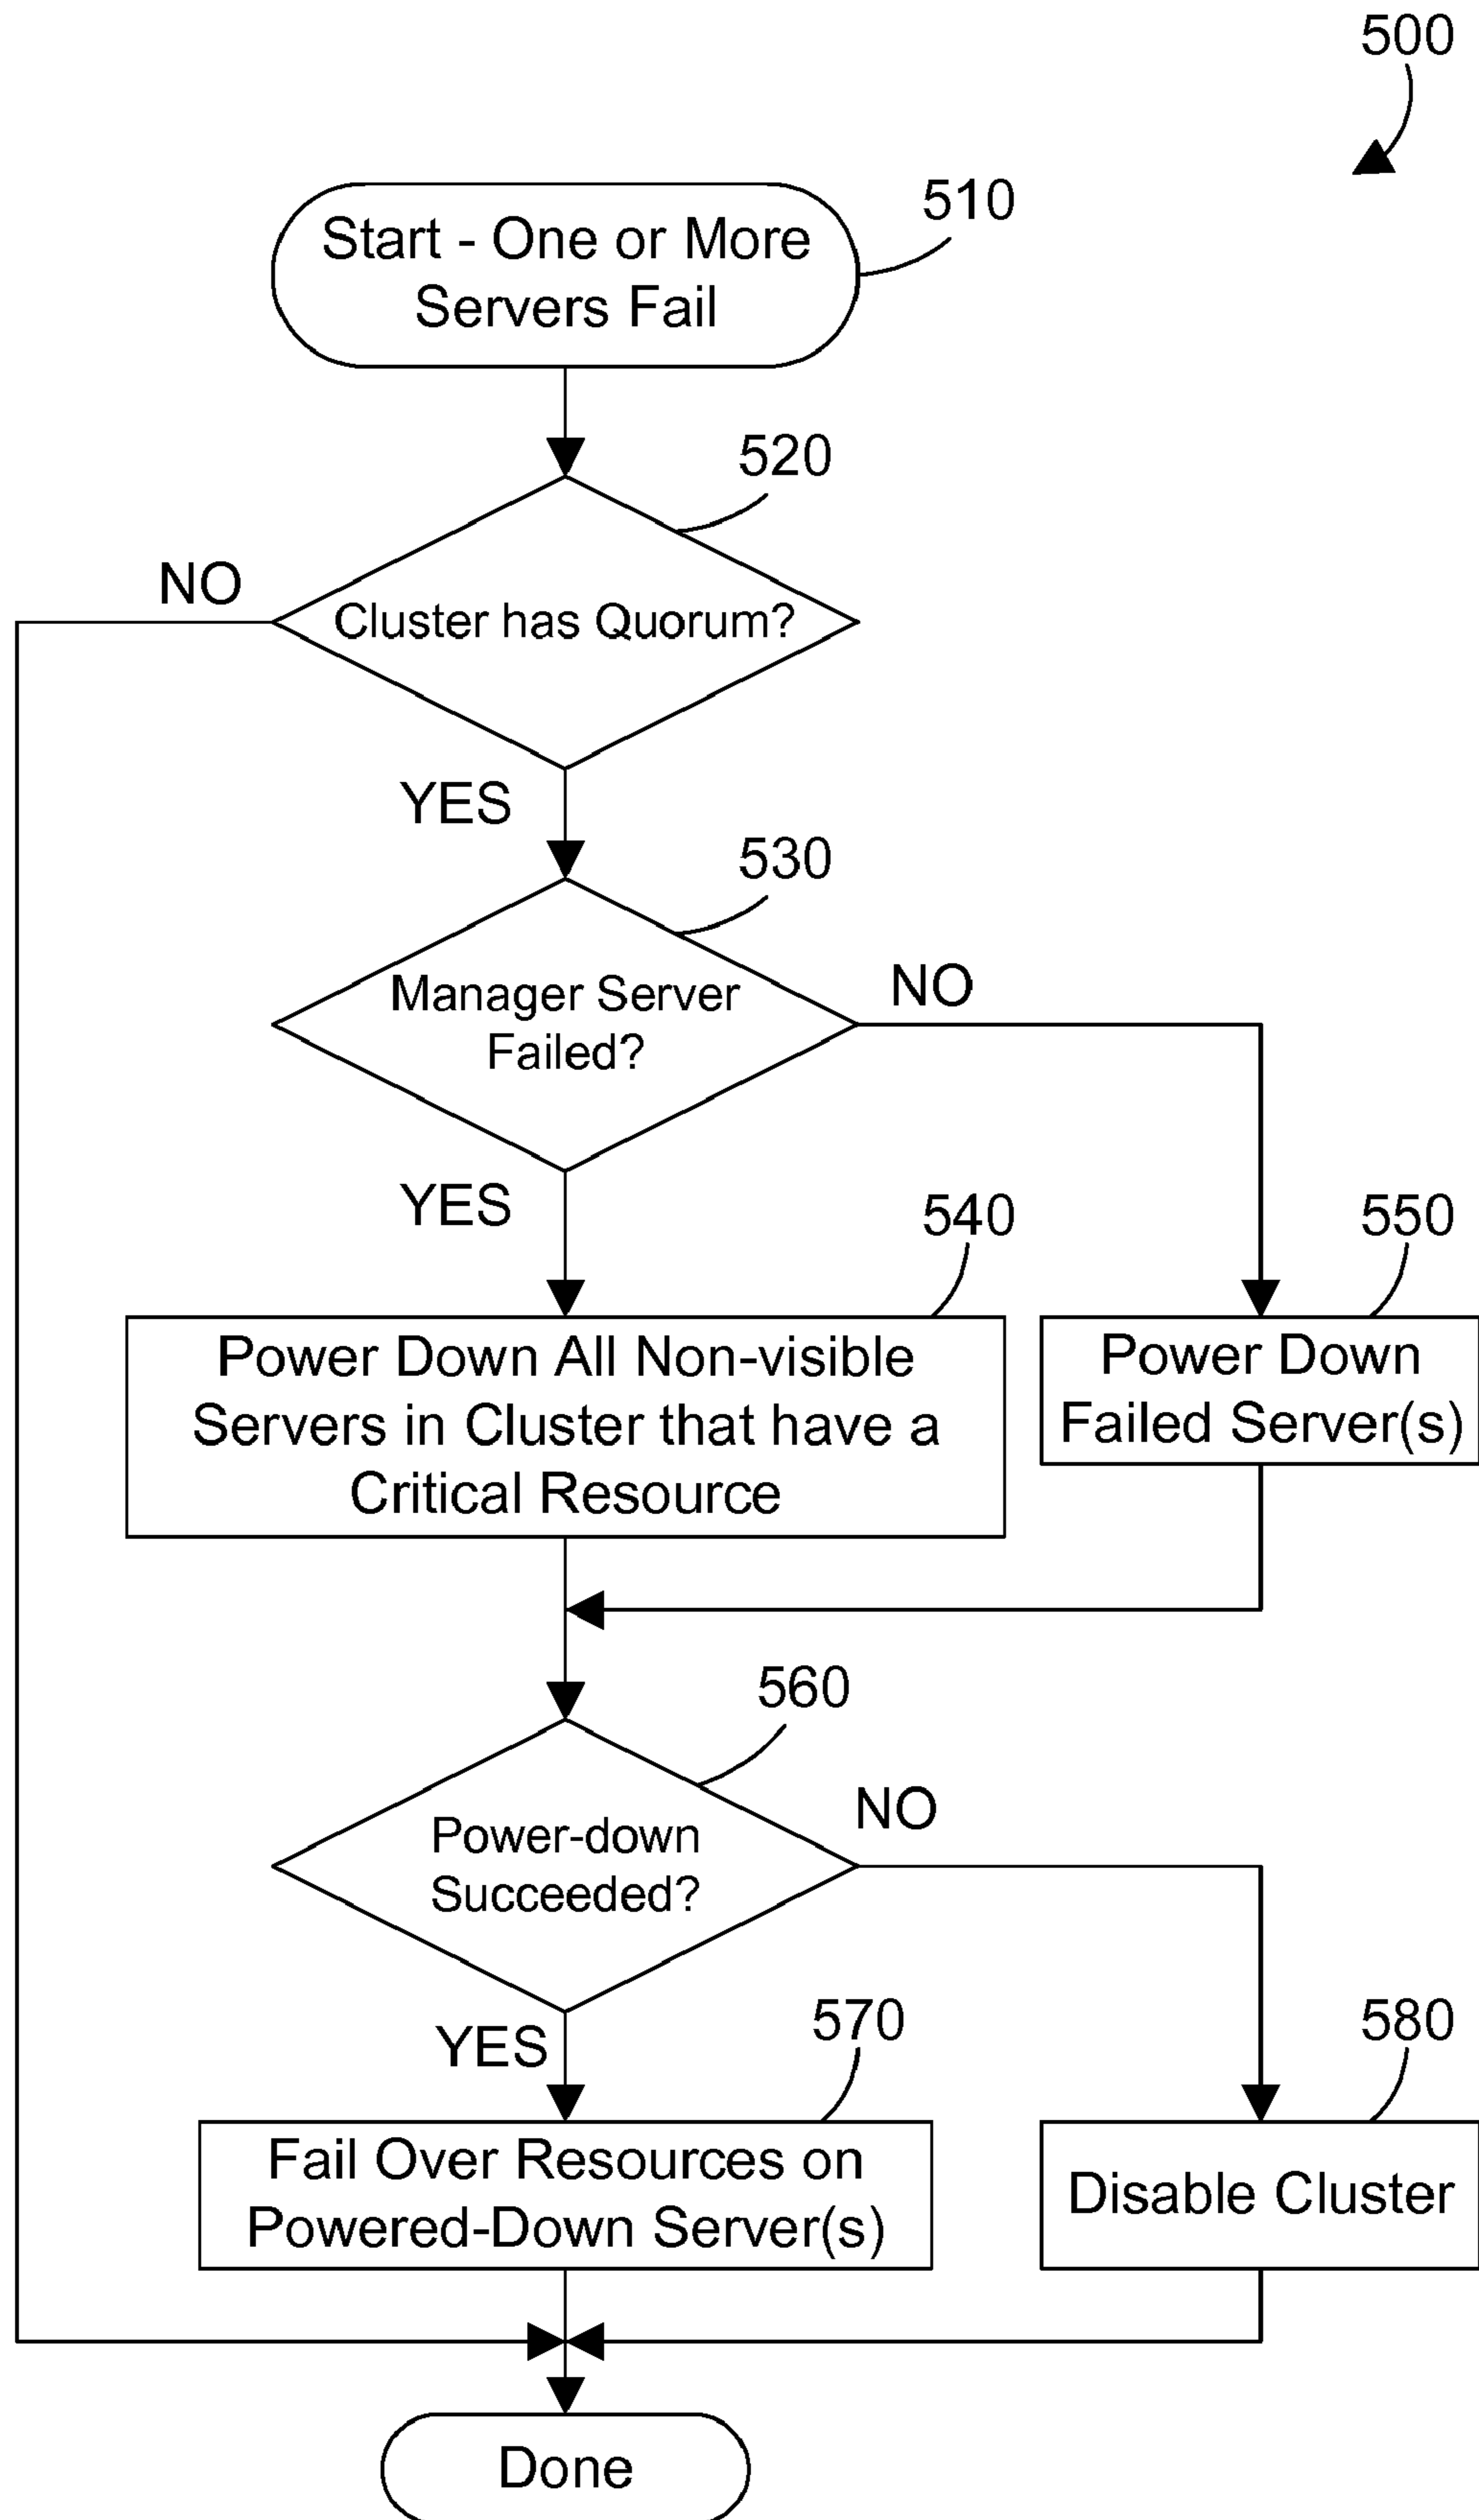 500
510
Start - One or More
Servers Fail
520
NO
Cluster has Quorum?
YES
530
Manager Server
Failed?
NO
YES
540
550
Power Down All Non-visible
Servers in Cluster that have a
Critical Resource
Power Down
Failed Server(s)
560
Power-down
Succeeded?
NO
YES
570
580
Fail Over Resources on
Powered-Down Server(s)
Disable Cluster
Done